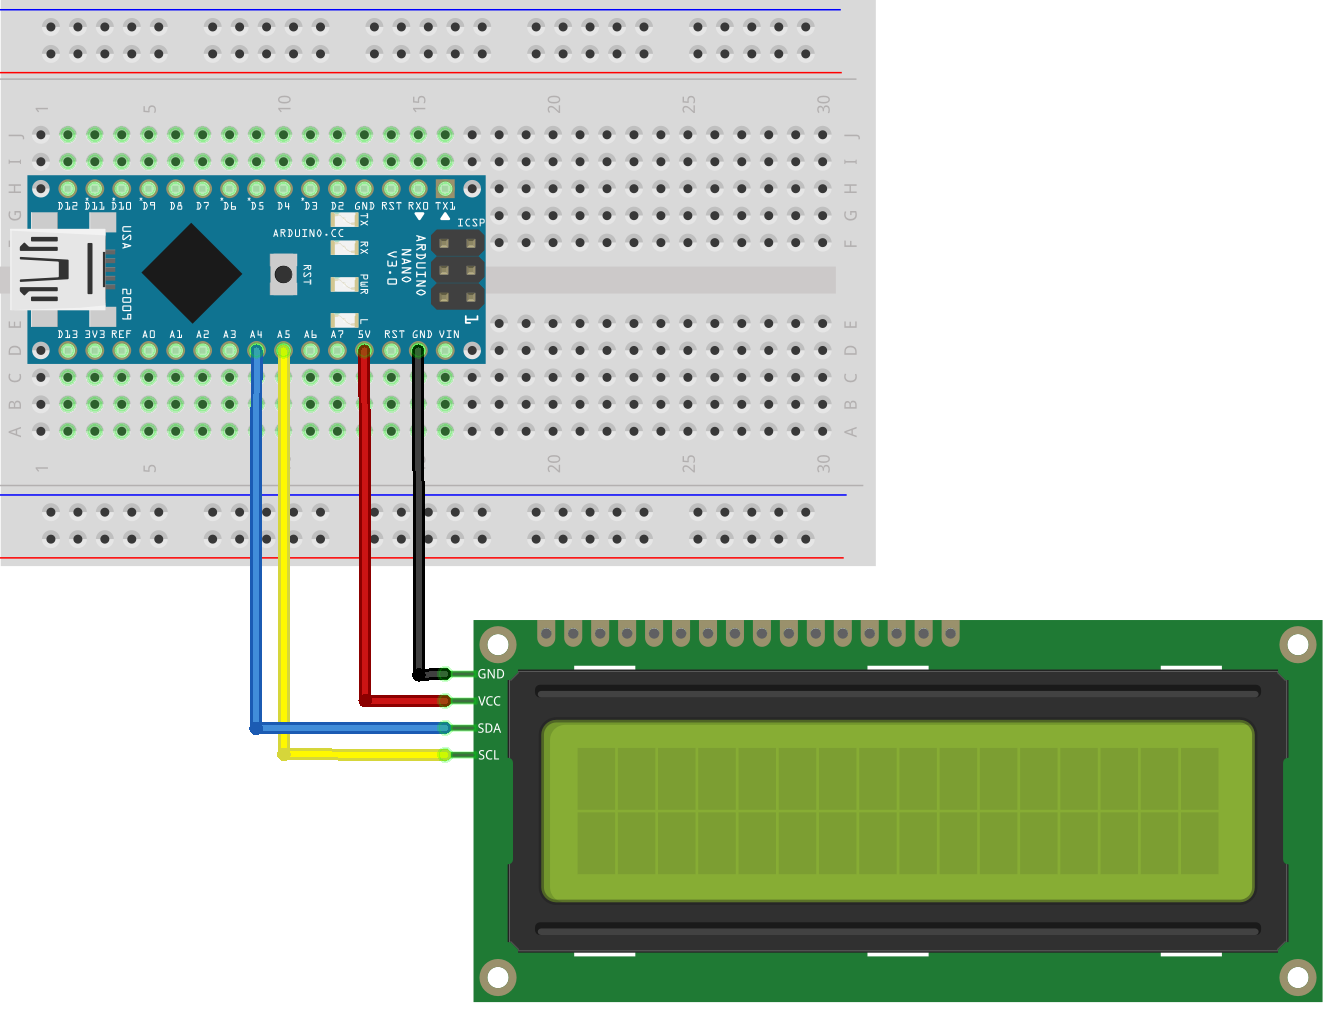 1 5 10 15 20 25 30
J J
I I
H H
D12 D11 D10 D9 D8 D7 D6 D5 D4 D3 D2 GND RST RX0 TX1
G G
TX
ICSP
USA
ARDUINO.CC
RX
ARDUINO
NANO
V3.0
F
RST
PWR
2009
L
1
E
D13 3V3 REF A0 A1 A2 A3 A4 A5 A6 A7 5V RST GND VIN
E
D D
C C
B B
A A
1 5 20 25 30
GND
VCC
SDA
SCL